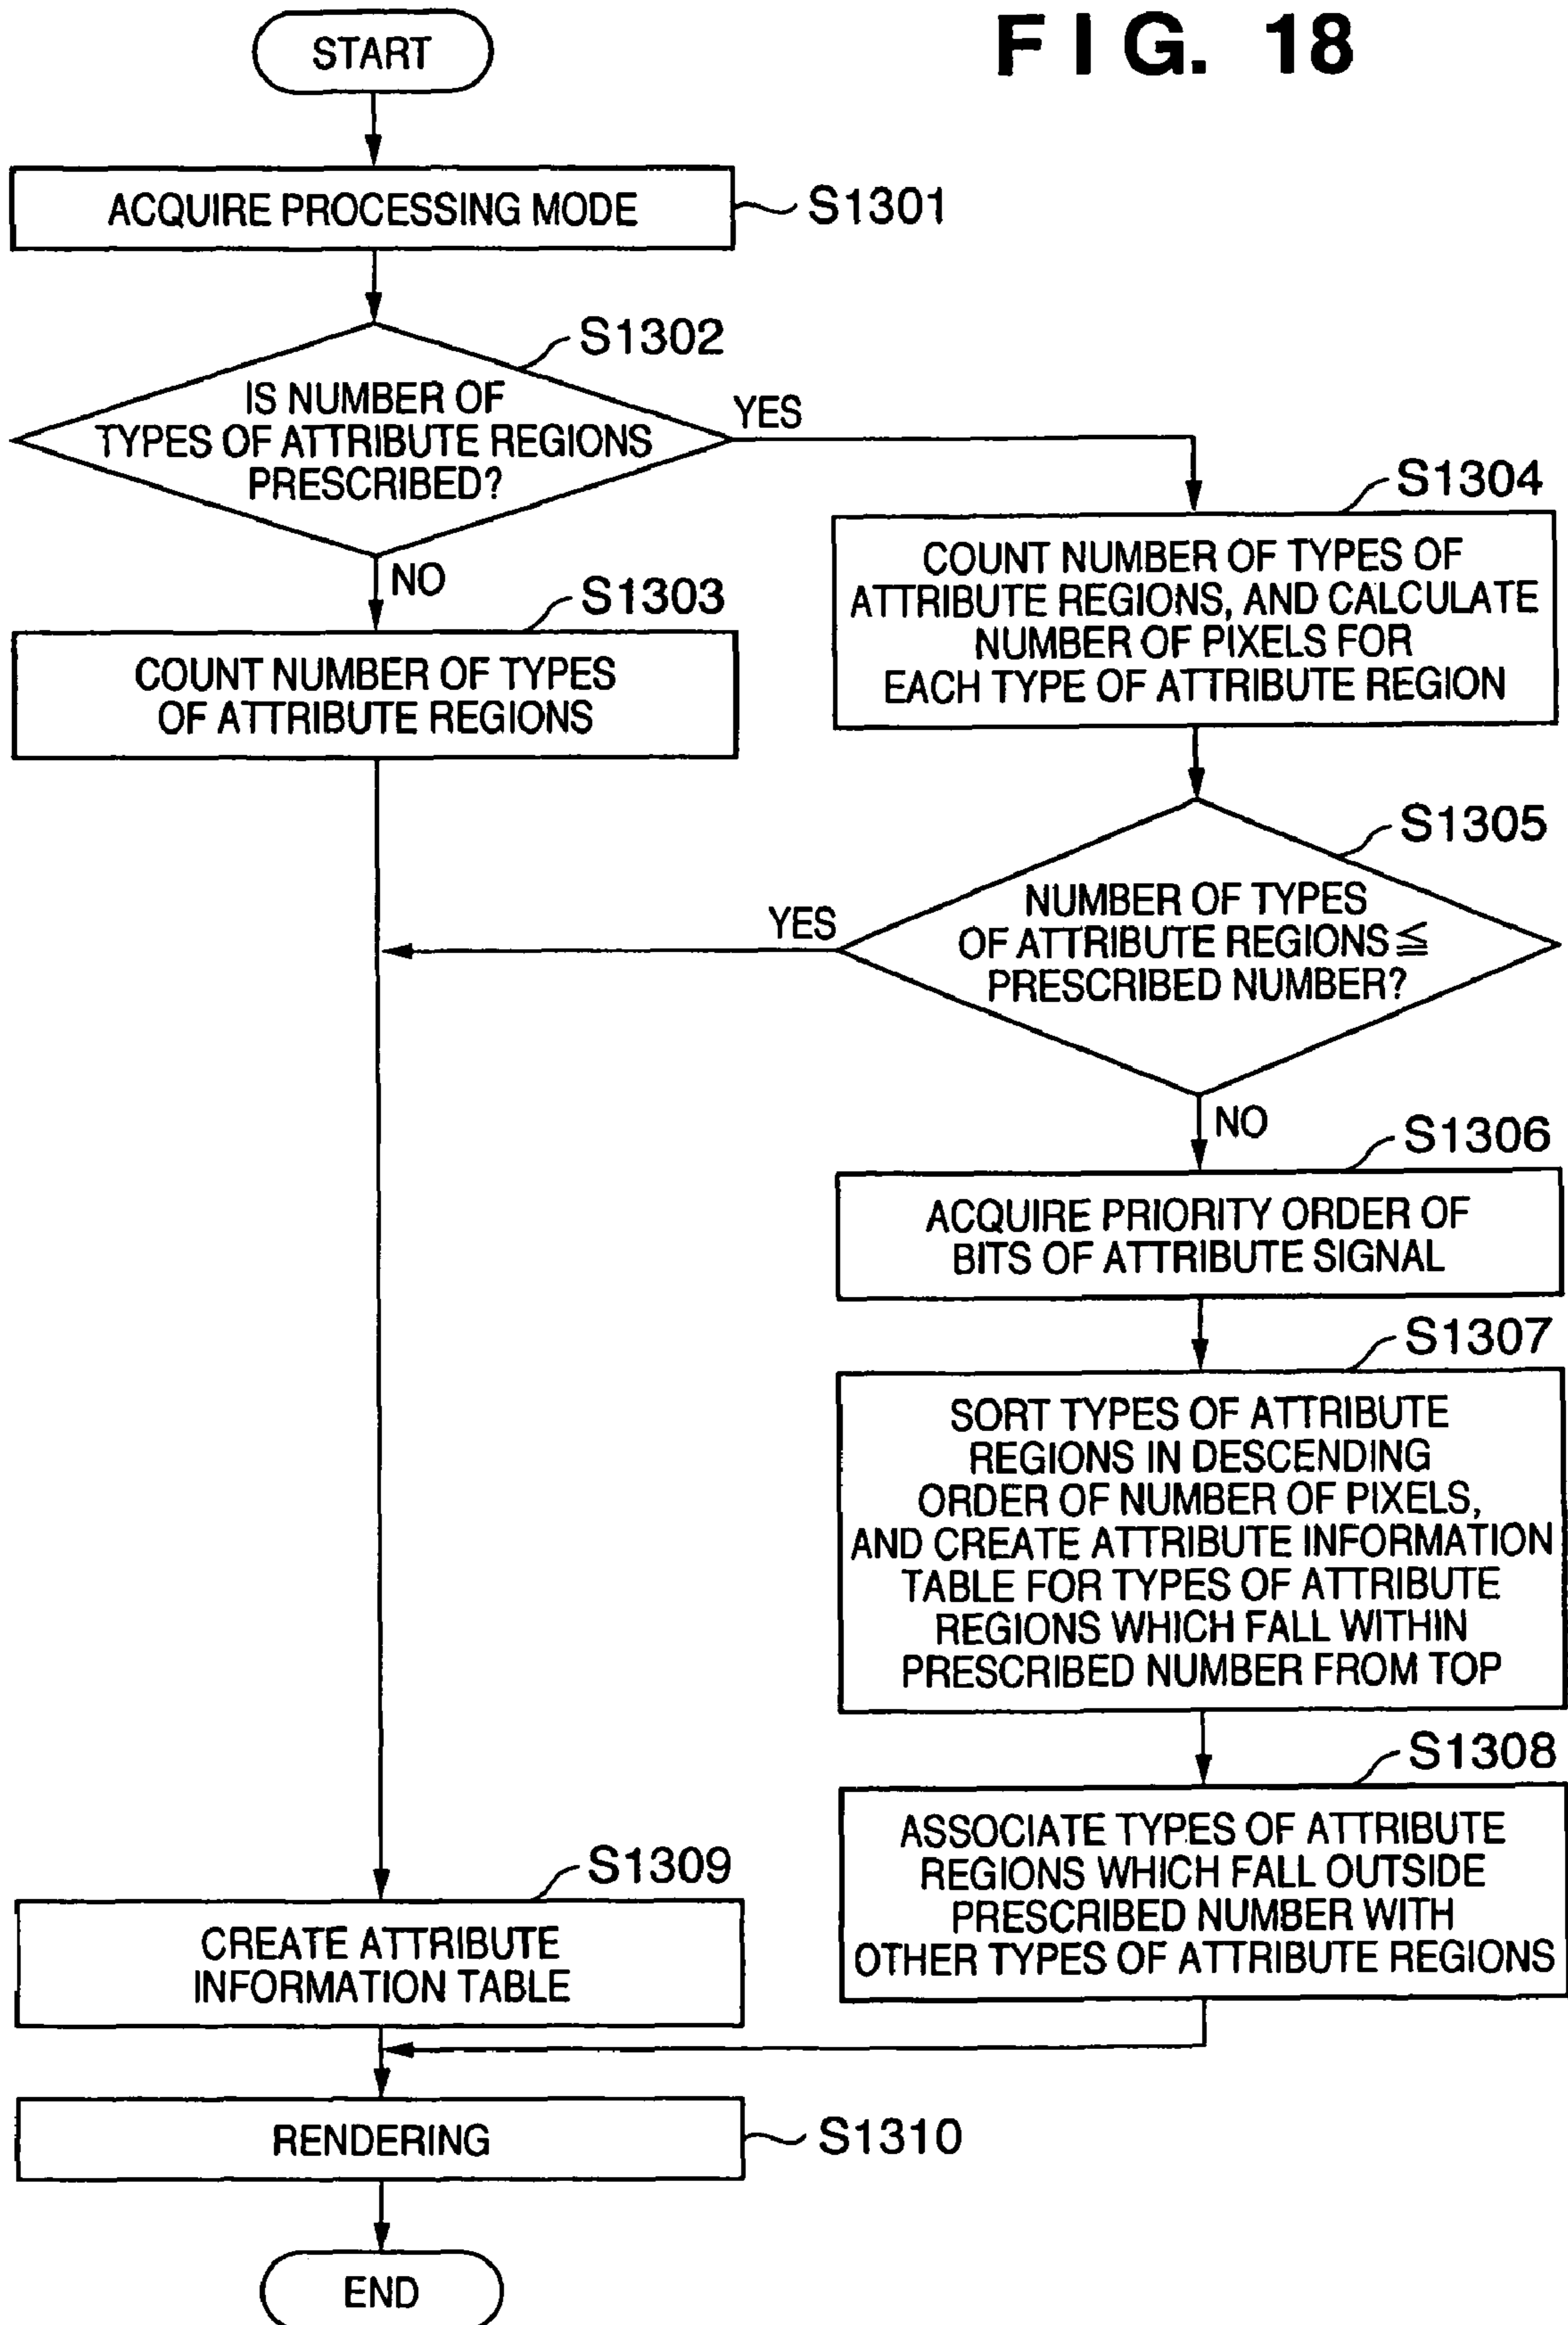 FIG. 18
START
ACQUIRE PROCESSING MODE
S1301
S1302
IS NUMBER OF
TYPES OF ATTRIBUTE REGIONS
PRESCRIBED?
YES
NO
S1303
COUNT NUMBER OF TYPES
OF ATTRIBUTE REGIONS
S1304
COUNT NUMBER OF TYPES OF
ATTRIBUTE REGIONS, AND CALCULATE
NUMBER OF PIXELS FOR
EACH TYPE OF ATTRIBUTE REGION
S1305
NUMBER OF TYPES
OF ATTRIBUTE REGIONS ≦
PRESCRIBED NUMBER?
YES
NO
S1306
ACQUIRE PRIORITY ORDER OF
BITS OF ATTRIBUTE SIGNAL
S1307
SORT TYPES OF ATTRIBUTE
REGIONS IN DESCENDING
ORDER OF NUMBER OF PIXELS,
AND CREATE ATTRIBUTE INFORMATION
TABLE FOR TYPES OF ATTRIBUTE
REGIONS WHICH FALL WITHIN
PRESCRIBED NUMBER FROM TOP
S1308
ASSOCIATE TYPES OF ATTRIBUTE
REGIONS WHICH FALL OUTSIDE
PRESCRIBED NUMBER WITH
OTHER TYPES OF ATTRIBUTE REGIONS
S1309
CREATE ATTRIBUTE
INFORMATION TABLE
RENDERING
S1310
END